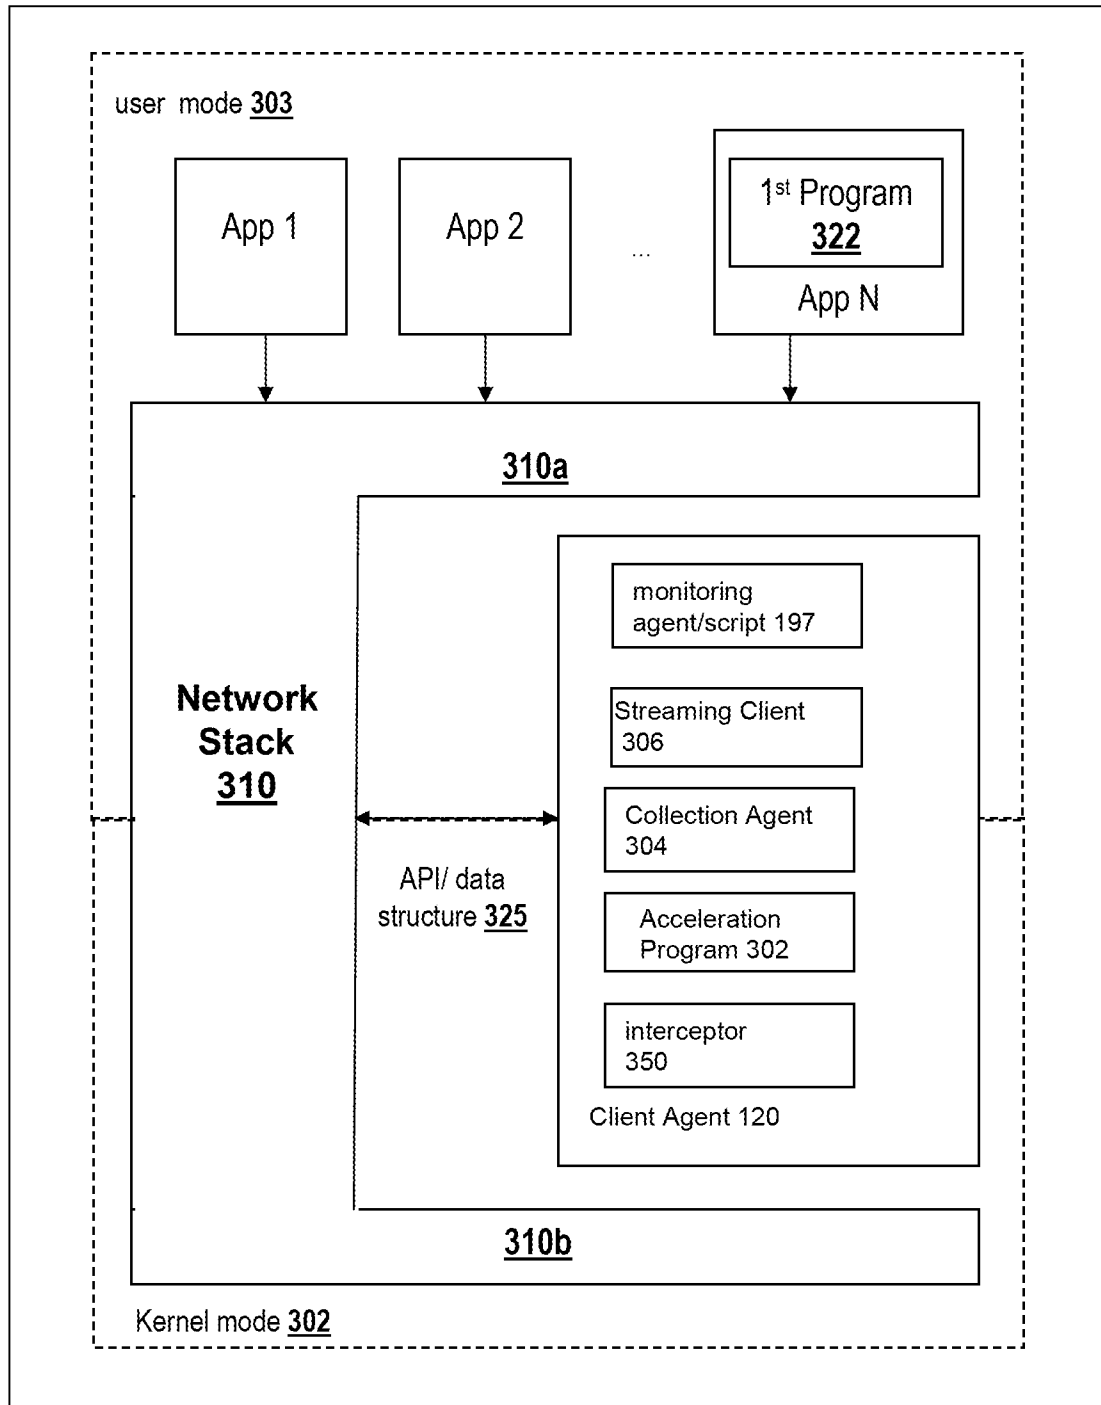 user mode 303
App 1
App 2
...
1st Program
322
App N
310a
monitoring
agent/script 197
Network
Stack
310
Streaming Client
306
Collection Agent
304
API/ data
structure 325
Acceleration
Program 302
interceptor
350
Client Agent 120
310b
Kernel mode 302